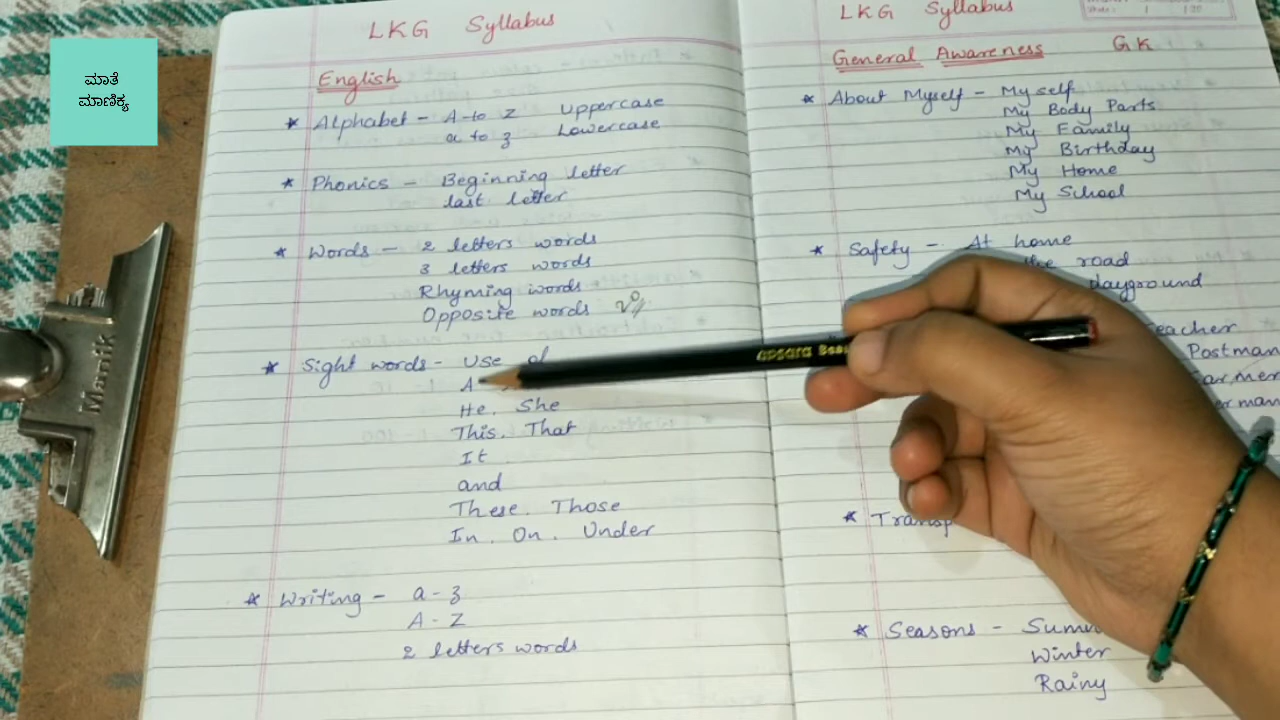 ಮಾತೆ
ಮಾಣಿಕ್ಯ
Manik
LKG Syllabus
English
* Alphabet - A to Z Uppercase
a to z Lowercase
* Phonics - Beginning letter
last letter
* Words - 2 letters words
3 letters words
Rhyming words
Opposite words
* Sight words - Use of
A
He. She
This. That
It
and
These. Those
In. On. Under
* Writing - a - z
A - Z
2 letters words
LKG Syllabus
General Awareness GK
* About Myself - My self
My Body Parts
My Family
My Birthday
My Home
My School
* Safety - At home
the road
playground
Teacher
Postman
Farmer
* Transp
* Seasons - Summ
Winter
Rainy
apsara Bea